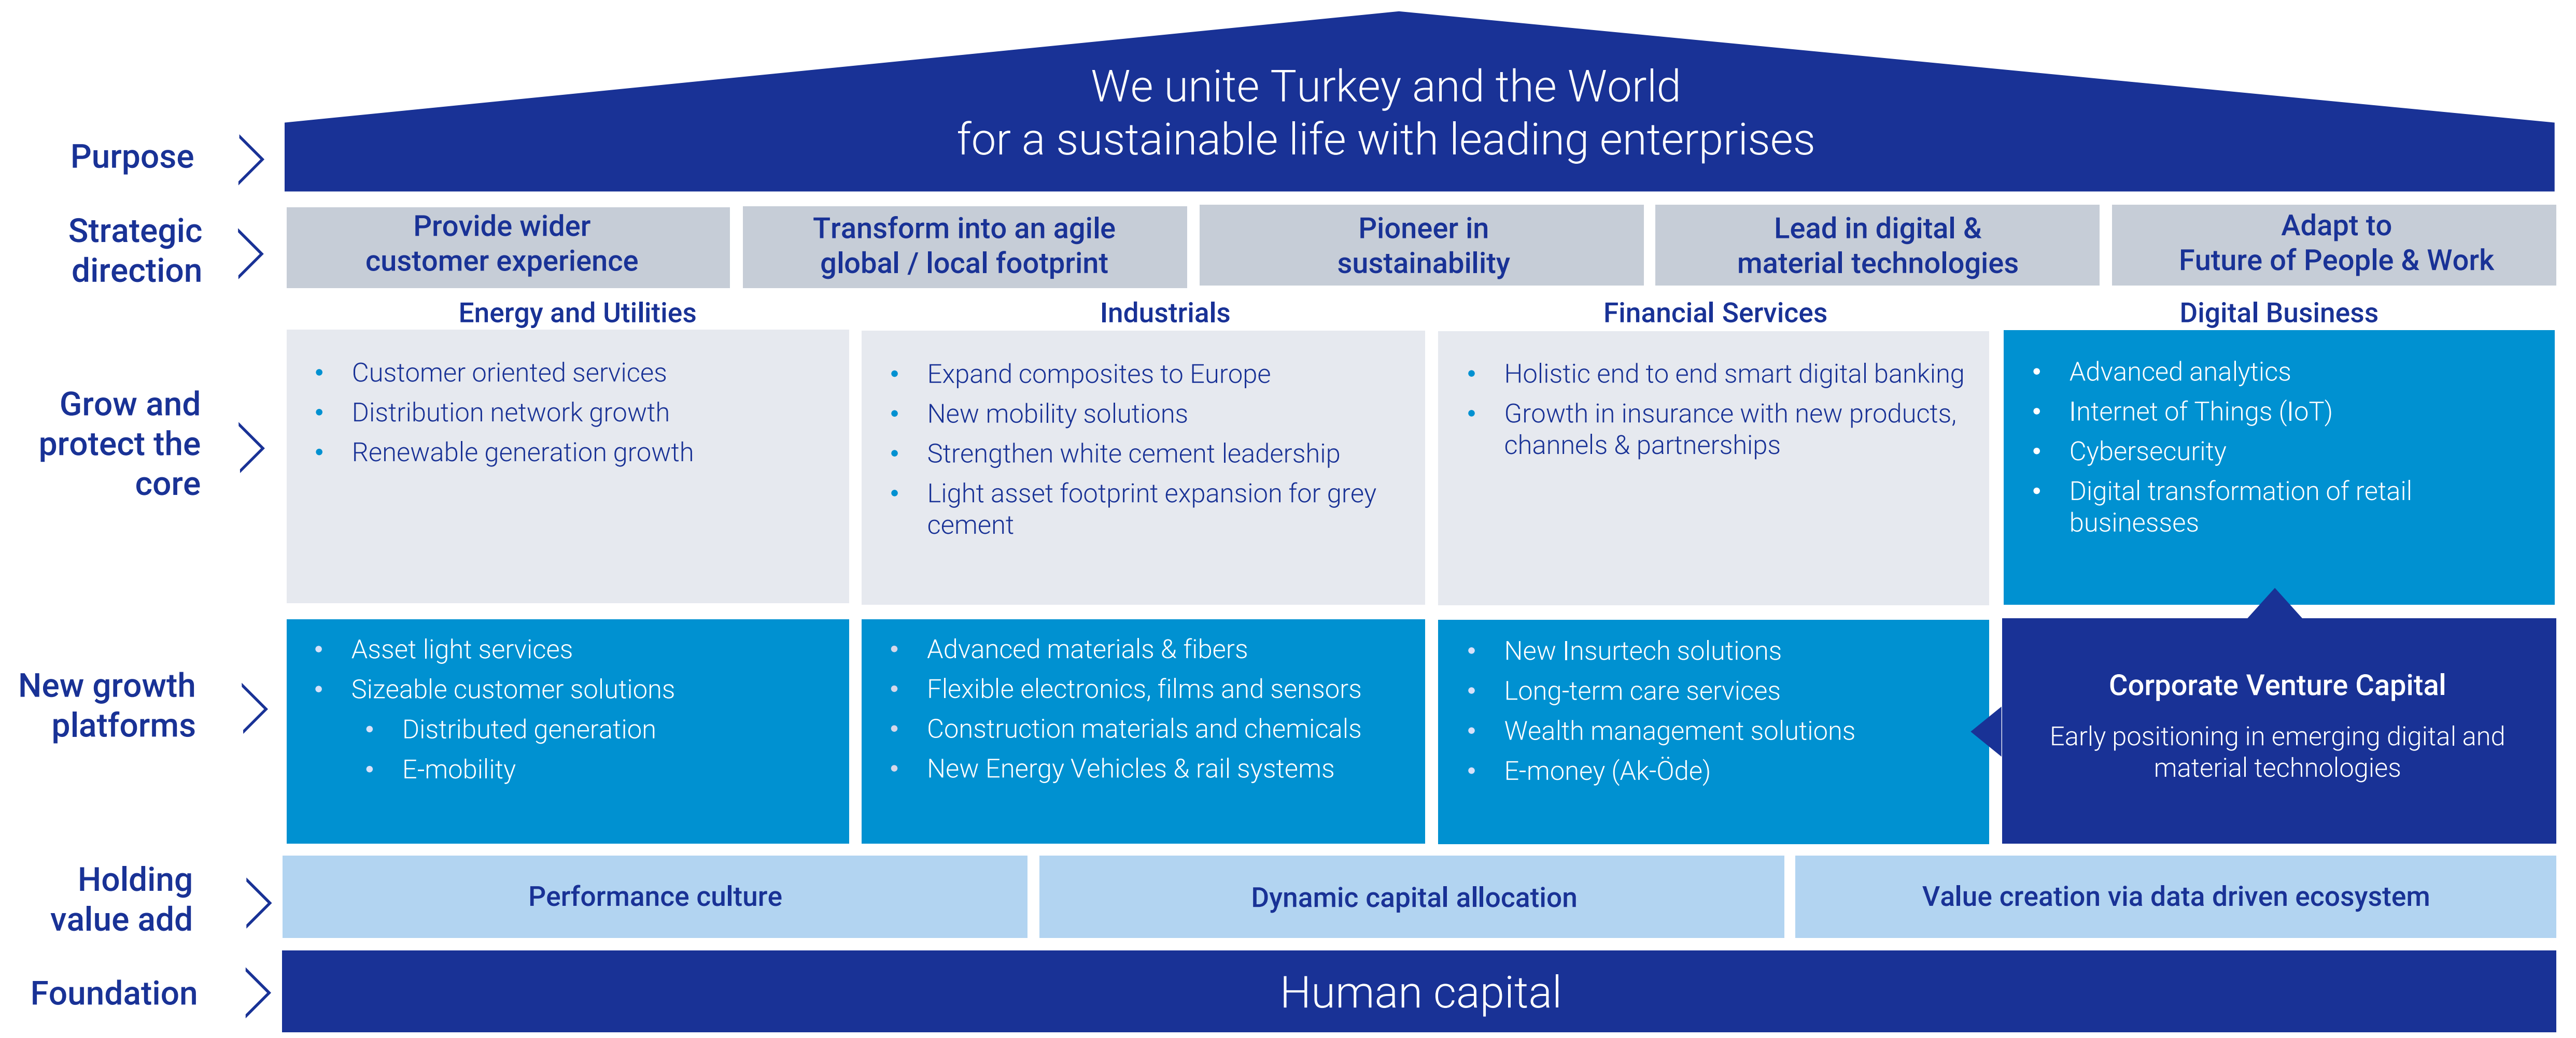 We unite Turkey and the World
for a sustainable life with leading enterprises
Purpose
Strategic
direction
Provide wider
customer experience
Transform into an agile
global / local footprint
Pioneer in
sustainability
Lead in digital &
material technologies
Adapt to
Future of People & Work
Energy and Utilities
Industrials
Financial Services
Digital Business
Grow and
protect the
core
• Customer oriented services
• Distribution network growth
• Renewable generation growth
• Expand composites to Europe
• New mobility solutions
• Strengthen white cement leadership
• Light asset footprint expansion for grey
cement
• Holistic end to end smart digital banking
• Growth in insurance with new products,
channels & partnerships
• Advanced analytics
• Internet of Things (IoT)
• Cybersecurity
• Digital transformation of retail
businesses
New growth
platforms
• Asset light services
• Sizeable customer solutions
• Distributed generation
• E-mobility
• Advanced materials & fibers
• Flexible electronics, films and sensors
• Construction materials and chemicals
• New Energy Vehicles & rail systems
• New Insurtech solutions
• Long-term care services
• Wealth management solutions
• E-money (Ak-Öde)
Corporate Venture Capital
Early positioning in emerging digital and
material technologies
Holding
value add
Performance culture
Dynamic capital allocation
Value creation via data driven ecosystem
Foundation
Human capital